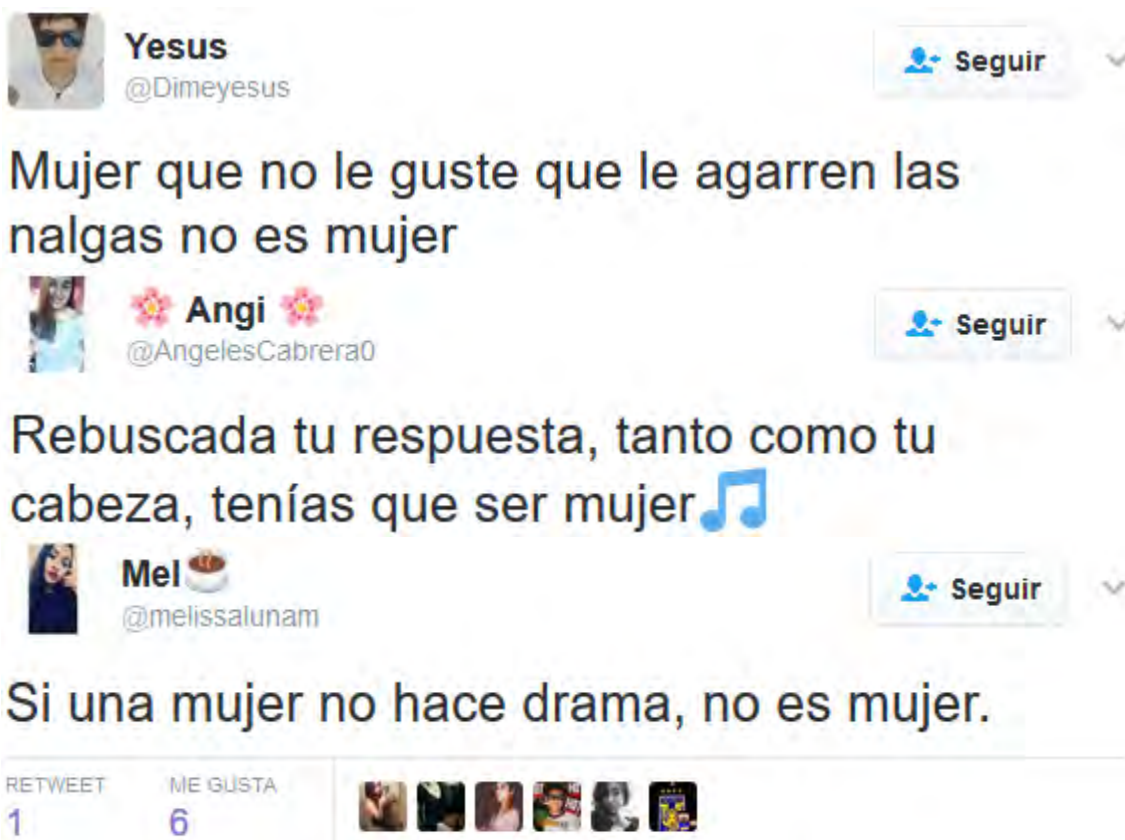 Yesus
@Dimeyesus
Seguir
Mujer que no le guste que le agarren las
nalgas no es mujer
🌸 Angi 🌸
@AngelesCabrera0
Seguir
Rebuscada tu respuesta, tanto como tu
cabeza, tenías que ser mujer🎵
Mel☕
@melissalunam
Seguir
Si una mujer no hace drama, no es mujer.
RETWEET ME GUSTA
1 6